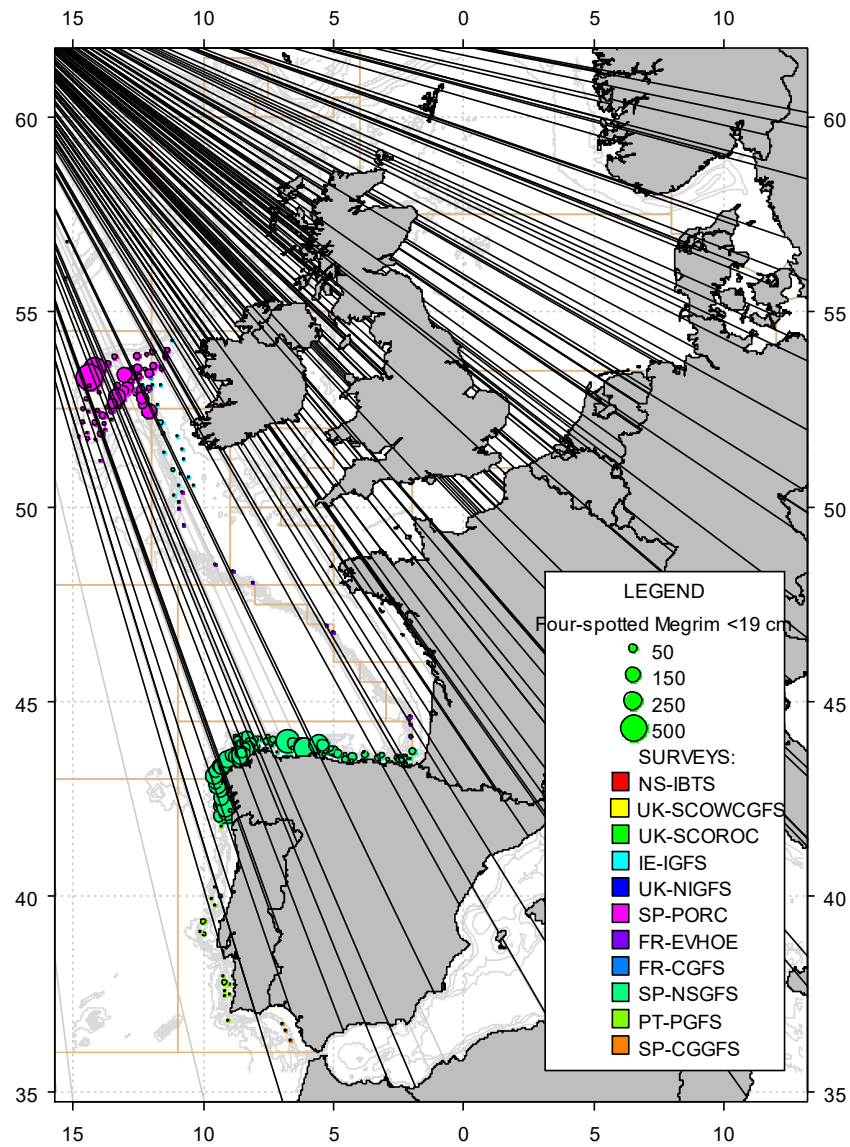 15 10 5 0 5 10
60 60
55 55
50 50
45 45
40 40
35 35
LEGEND
Four-spotted Megrim <19 cm
50
150
250
500
SURVEYS:
NS-IBTS
UK-SCOWCGFS
UK-SCOROC
IE-IGFS
UK-NIGFS
SP-PORC
FR-EVHOE
FR-CGFS
SP-NSGFS
PT-PGFS
SP-CGGFS
15 10 5 0 5 10